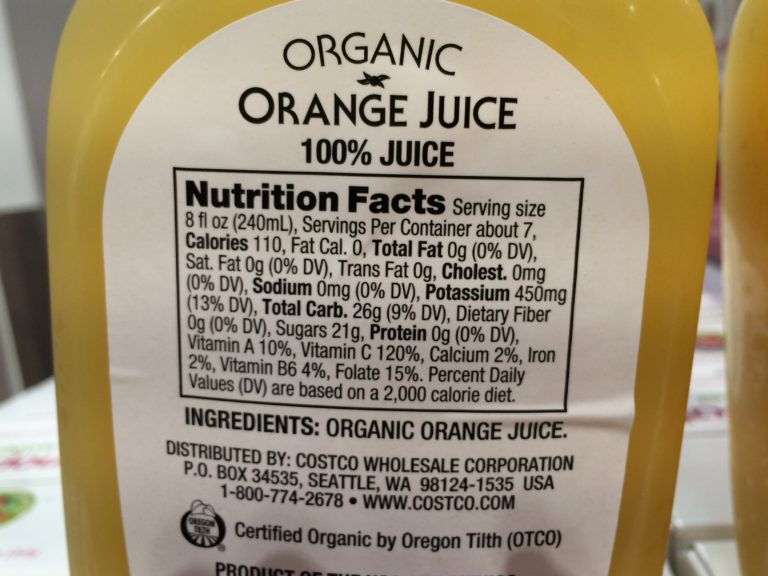 ORGANIC
ORANGE JUICE
100% JUICE
Nutrition Facts Serving size
8 fl oz (240mL), Servings Per Container about 7,
Calories 110, Fat Cal. 0, Total Fat 0g (0% DV),
Sat. Fat 0g (0% DV), Trans Fat 0g, Cholest. 0mg
(0% DV), Sodium 0mg (0% DV), Potassium 450mg
(13% DV), Total Carb. 26g (9% DV), Dietary Fiber
0g (0% DV), Sugars 21g, Protein 0g (0% DV),
Vitamin A 10%, Vitamin C 120%, Calcium 2%, Iron
2%, Vitamin B6 4%, Folate 15%. Percent Daily
Values (DV) are based on a 2,000 calorie diet.
INGREDIENTS: ORGANIC ORANGE JUICE.
DISTRIBUTED BY: COSTCO WHOLESALE CORPORATION
P.O. BOX 34535, SEATTLE, WA 98124-1535 USA
1-800-774-2678 • WWW.COSTCO.COM
OREGON
TILTH
Certified Organic by Oregon Tilth (OTCO)
PRODUCT OF THE